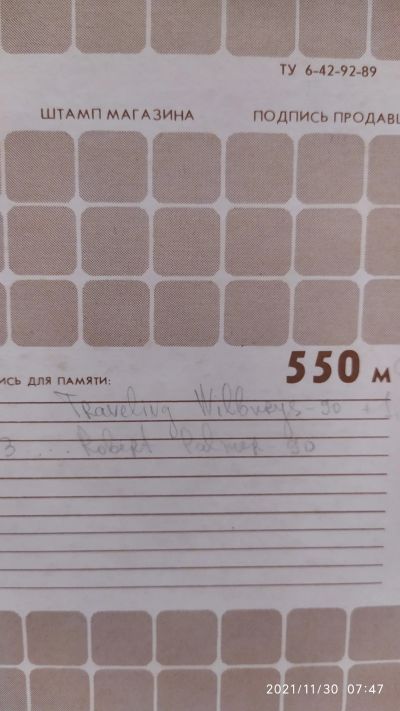 ТУ 6-42-92-89
ШТАМП МАГАЗИНА ПОДПИСЬ ПРОДАВЦ
550 м
ИСЬ ДЛЯ ПАМЯТИ:
Traveling Wilburys-90 +
3 .... Robert Palmer 90
2021/11/30 07:47